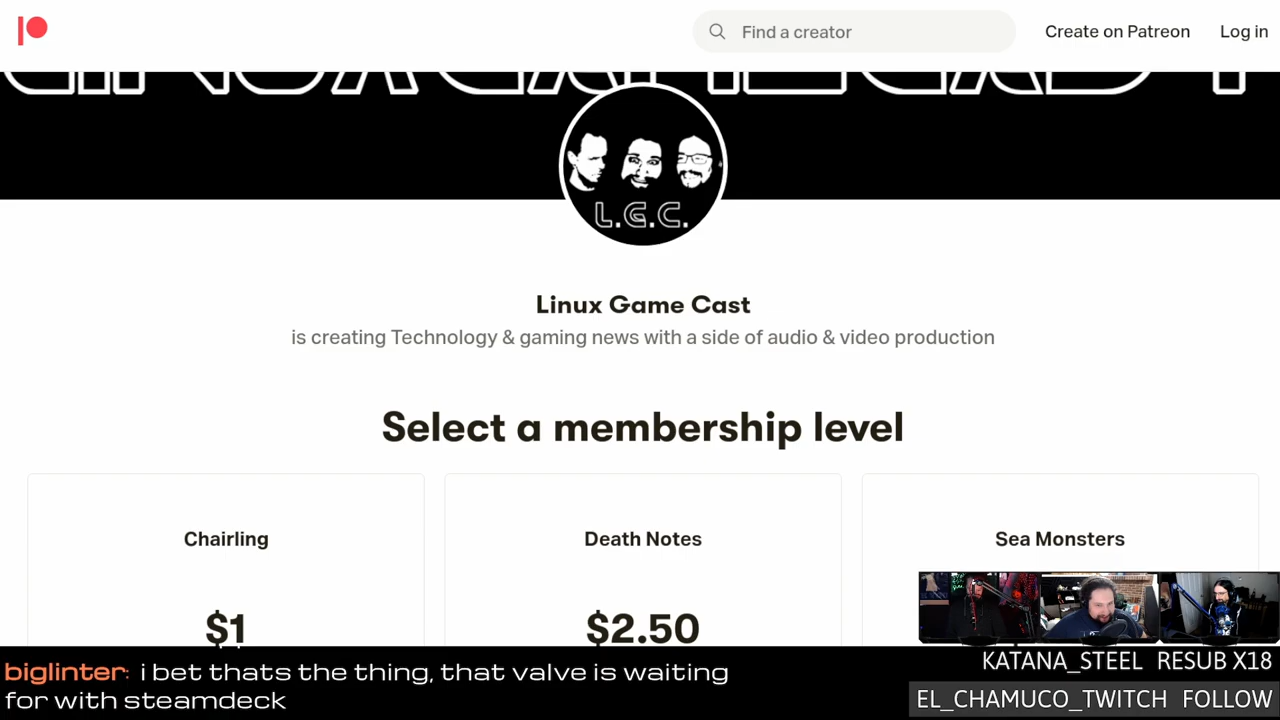 Find a creator
Create on Patreon
Log in
L.G.C.
Linux Game Cast
is creating Technology & gaming news with a side of audio & video production
Select a membership level
Chairling
Death Notes
Sea Monsters
$1
$2.50
biglinter: i bet thats the thing, that valve is waiting
for with steamdeck
KATANA_STEEL RESUB X18
EL_CHAMUCO_TWITCH FOLLOW